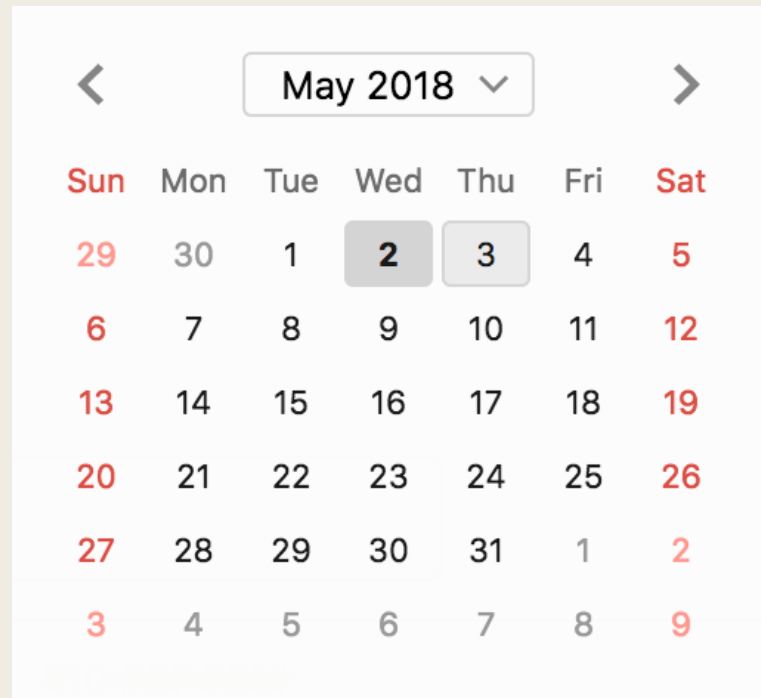 May 2018
Sun Mon Tue Wed Thu Fri Sat
29 30 1 2 3 4 5
6 7 8 9 10 11 12
13 14 15 16 17 18 19
20 21 22 23 24 25 26
27 28 29 30 31 1 2
3 4 5 6 7 8 9